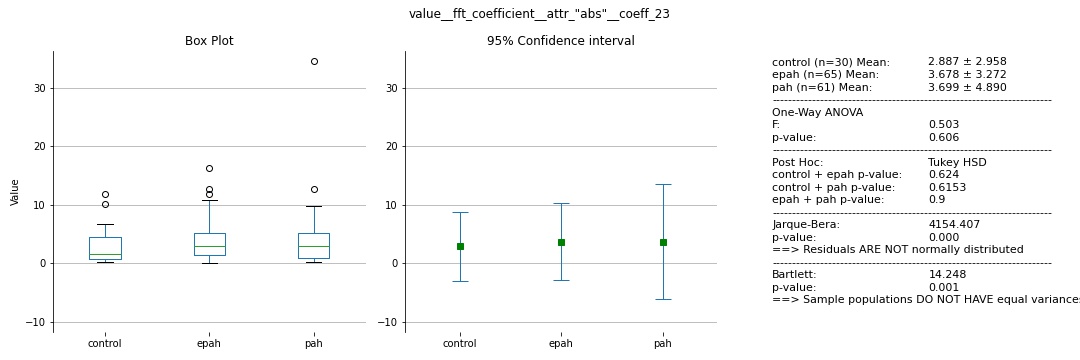 value__fft_coefficient__attr_"abs"__coeff_23
Box Plot
Value
30
20
10
0
−10
control
epah
pah
95% Confidence interval
30
20
10
0
−10
control
epah
pah
control (n=30) Mean: 2.887 ± 2.958
epah (n=65) Mean: 3.678 ± 3.272
pah (n=61) Mean: 3.699 ± 4.890
One-Way ANOVA
F: 0.503
p-value: 0.606
Post Hoc: Tukey HSD
control + epah p-value: 0.624
control + pah p-value: 0.6153
epah + pah p-value: 0.9
Jarque-Bera: 4154.407
p-value: 0.000
==> Residuals ARE NOT normally distributed
Bartlett: 14.248
p-value: 0.001
==> Sample populations DO NOT HAVE equal variances